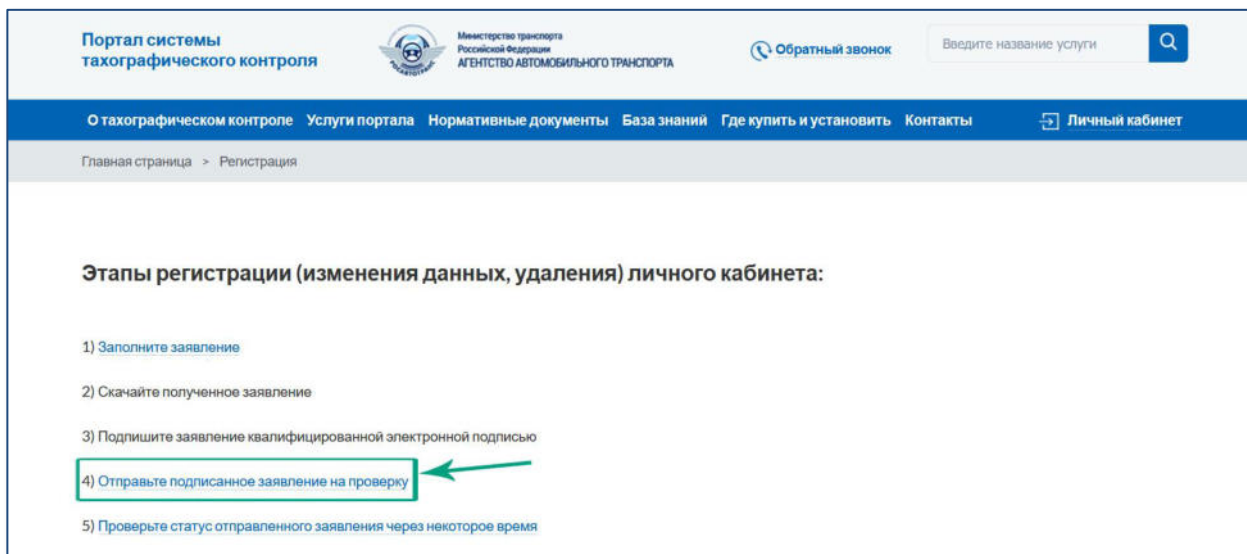 Портал системы
тахографического контроля
Министерство транспорта
Российской Федерации
АГЕНТСТВО АВТОМОБИЛЬНОГО ТРАНСПОРТА
РОСАВТОТРАНС
Обратный звонок
Введите название услуги
О тахографическом контроле Услуги портала Нормативные документы База знаний Где купить и установить Контакты Личный кабинет
Главная страница > Регистрация
Этапы регистрации (изменения данных, удаления) личного кабинета:
1) Заполните заявление
2) Скачайте полученное заявление
3) Подпишите заявление квалифицированной электронной подписью
4) Отправьте подписанное заявление на проверку
5) Проверьте статус отправленного заявления через некоторое время